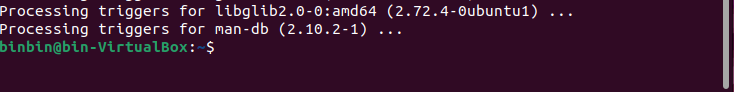 Processing triggers for libglib2.0-0:amd64 (2.72.4-0ubuntu1) ...
Processing triggers for man-db (2.10.2-1) ...
binbin@bin-VirtualBox:~$